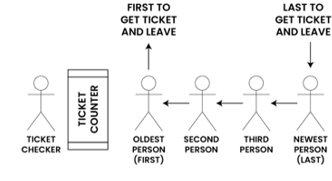 FIRST TO
GET TICKET
AND LEAVE
LAST TO
GET TICKET
AND LEAVE
TICKET
COUNTER
TICKET
CHECKER
OLDEST
PERSON
(FIRST)
SECOND
PERSON
THIRD
PERSON
NEWEST
PERSON
(LAST)